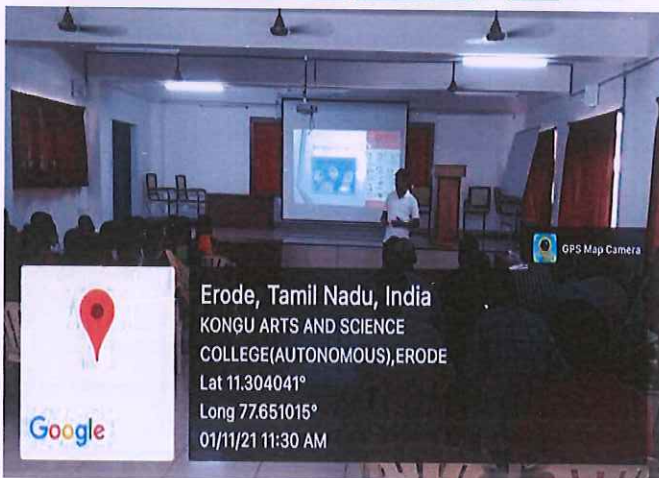 GPS Map Camera
Erode, Tamil Nadu, India
KONGU ARTS AND SCIENCE
COLLEGE(AUTONOMOUS),ERODE
Lat 11.304041°
Long 77.651015°
01/11/21 11:30 AM
Google